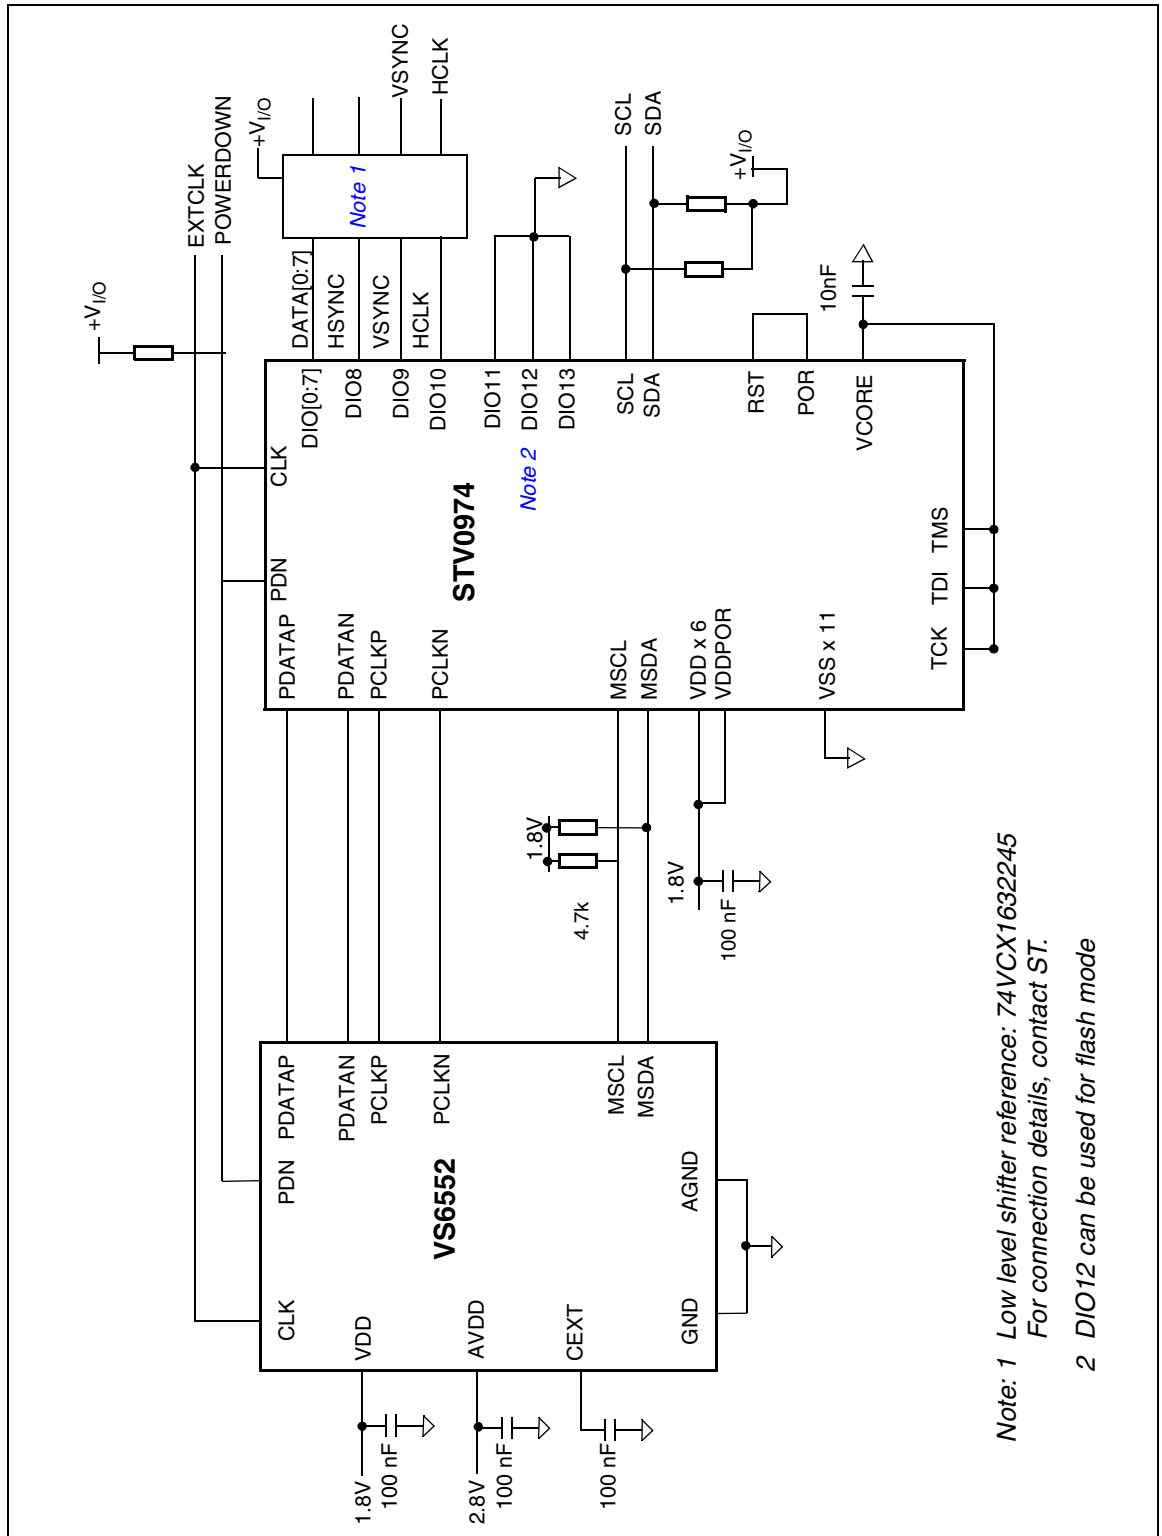 +VI/O
EXTCLK
POWERDOWN
+VI/O
VSYNC
HCLK
Note 1
DATA[0:7]
HSYNC
VSYNC
HCLK
SCL
SDA
+VI/O
10nF
CLK
PDN
DIO[0:7]
DIO8
DIO9
DIO10
DIO11
DIO12
DIO13
Note 2
SCL
SDA
RST
POR
VCORE
STV0974
PDATAP
PDATAN
PCLKP
PCLKN
MSCL
MSDA
VDD x 6
VDDPOR
VSS x 11
TCK
TDI
TMS
1.8V
4.7k
1.8V
100 nF
CLK
PDN
PDATAP
PDATAN
PCLKP
PCLKN
MSCL
MSDA
VS6552
VDD
AVDD
CEXT
GND
AGND
1.8V
100 nF
2.8V
100 nF
100 nF
Note: 1 Low level shifter reference: 74VCX1632245
For connection details, contact ST.
2 DIO12 can be used for flash mode